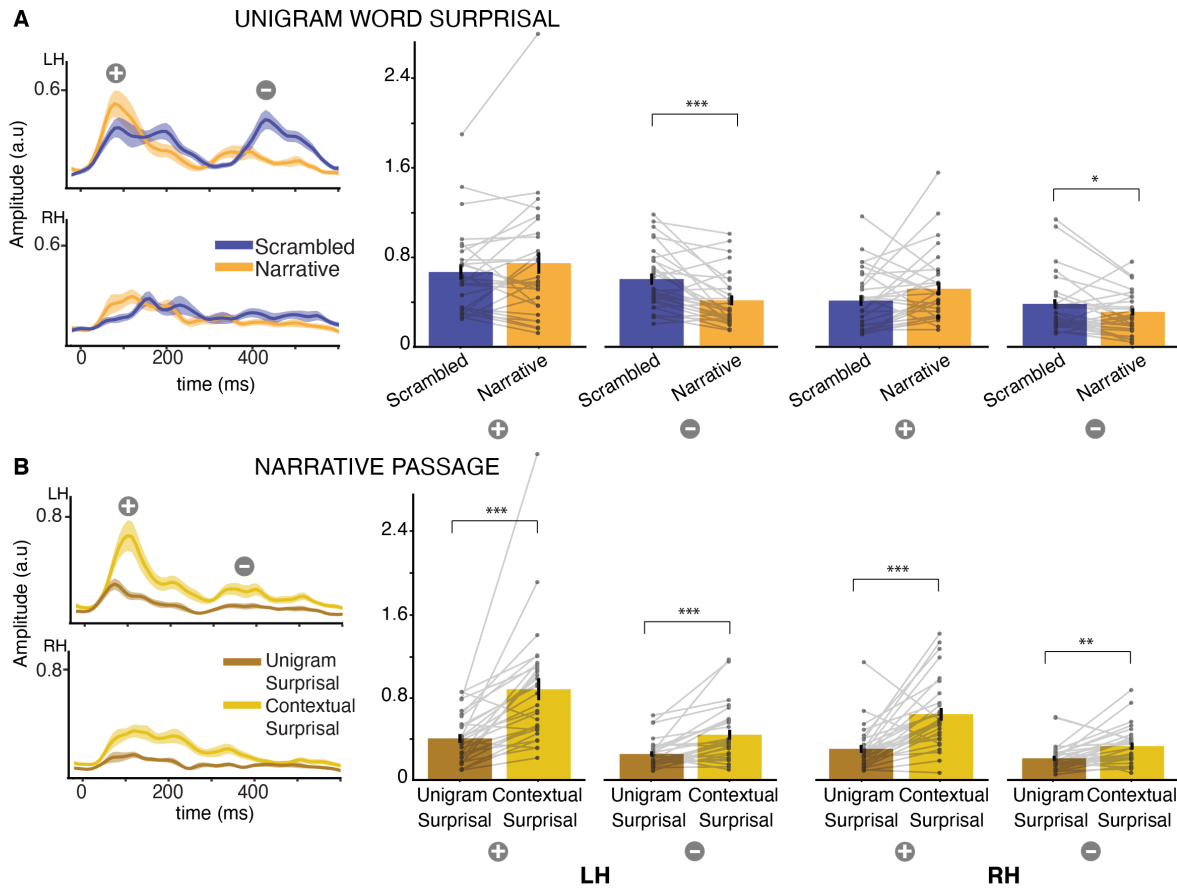 A UNIGRAM WORD SURPRISAL
LH
0.6
+
−
RH
0.6
Amplitude (a.u)
Scrambled
Narrative
0 200 400
time (ms)
2.4
1.6
0.8
0
***
*
Scrambled Narrative Scrambled Narrative Scrambled Narrative Scrambled Narrative
+ − + −
B NARRATIVE PASSAGE
LH
0.8
+
−
RH
0.8
Amplitude (a.u)
Unigram
Surprisal
Contextual
Surprisal
0 200 400
time (ms)
2.4
1.6
0.8
0
***
***
***
**
Unigram Contextual Unigram Contextual Unigram Contextual Unigram Contextual
Surprisal Surprisal Surprisal Surprisal Surprisal Surprisal Surprisal Surprisal
+ − + −
LH RH